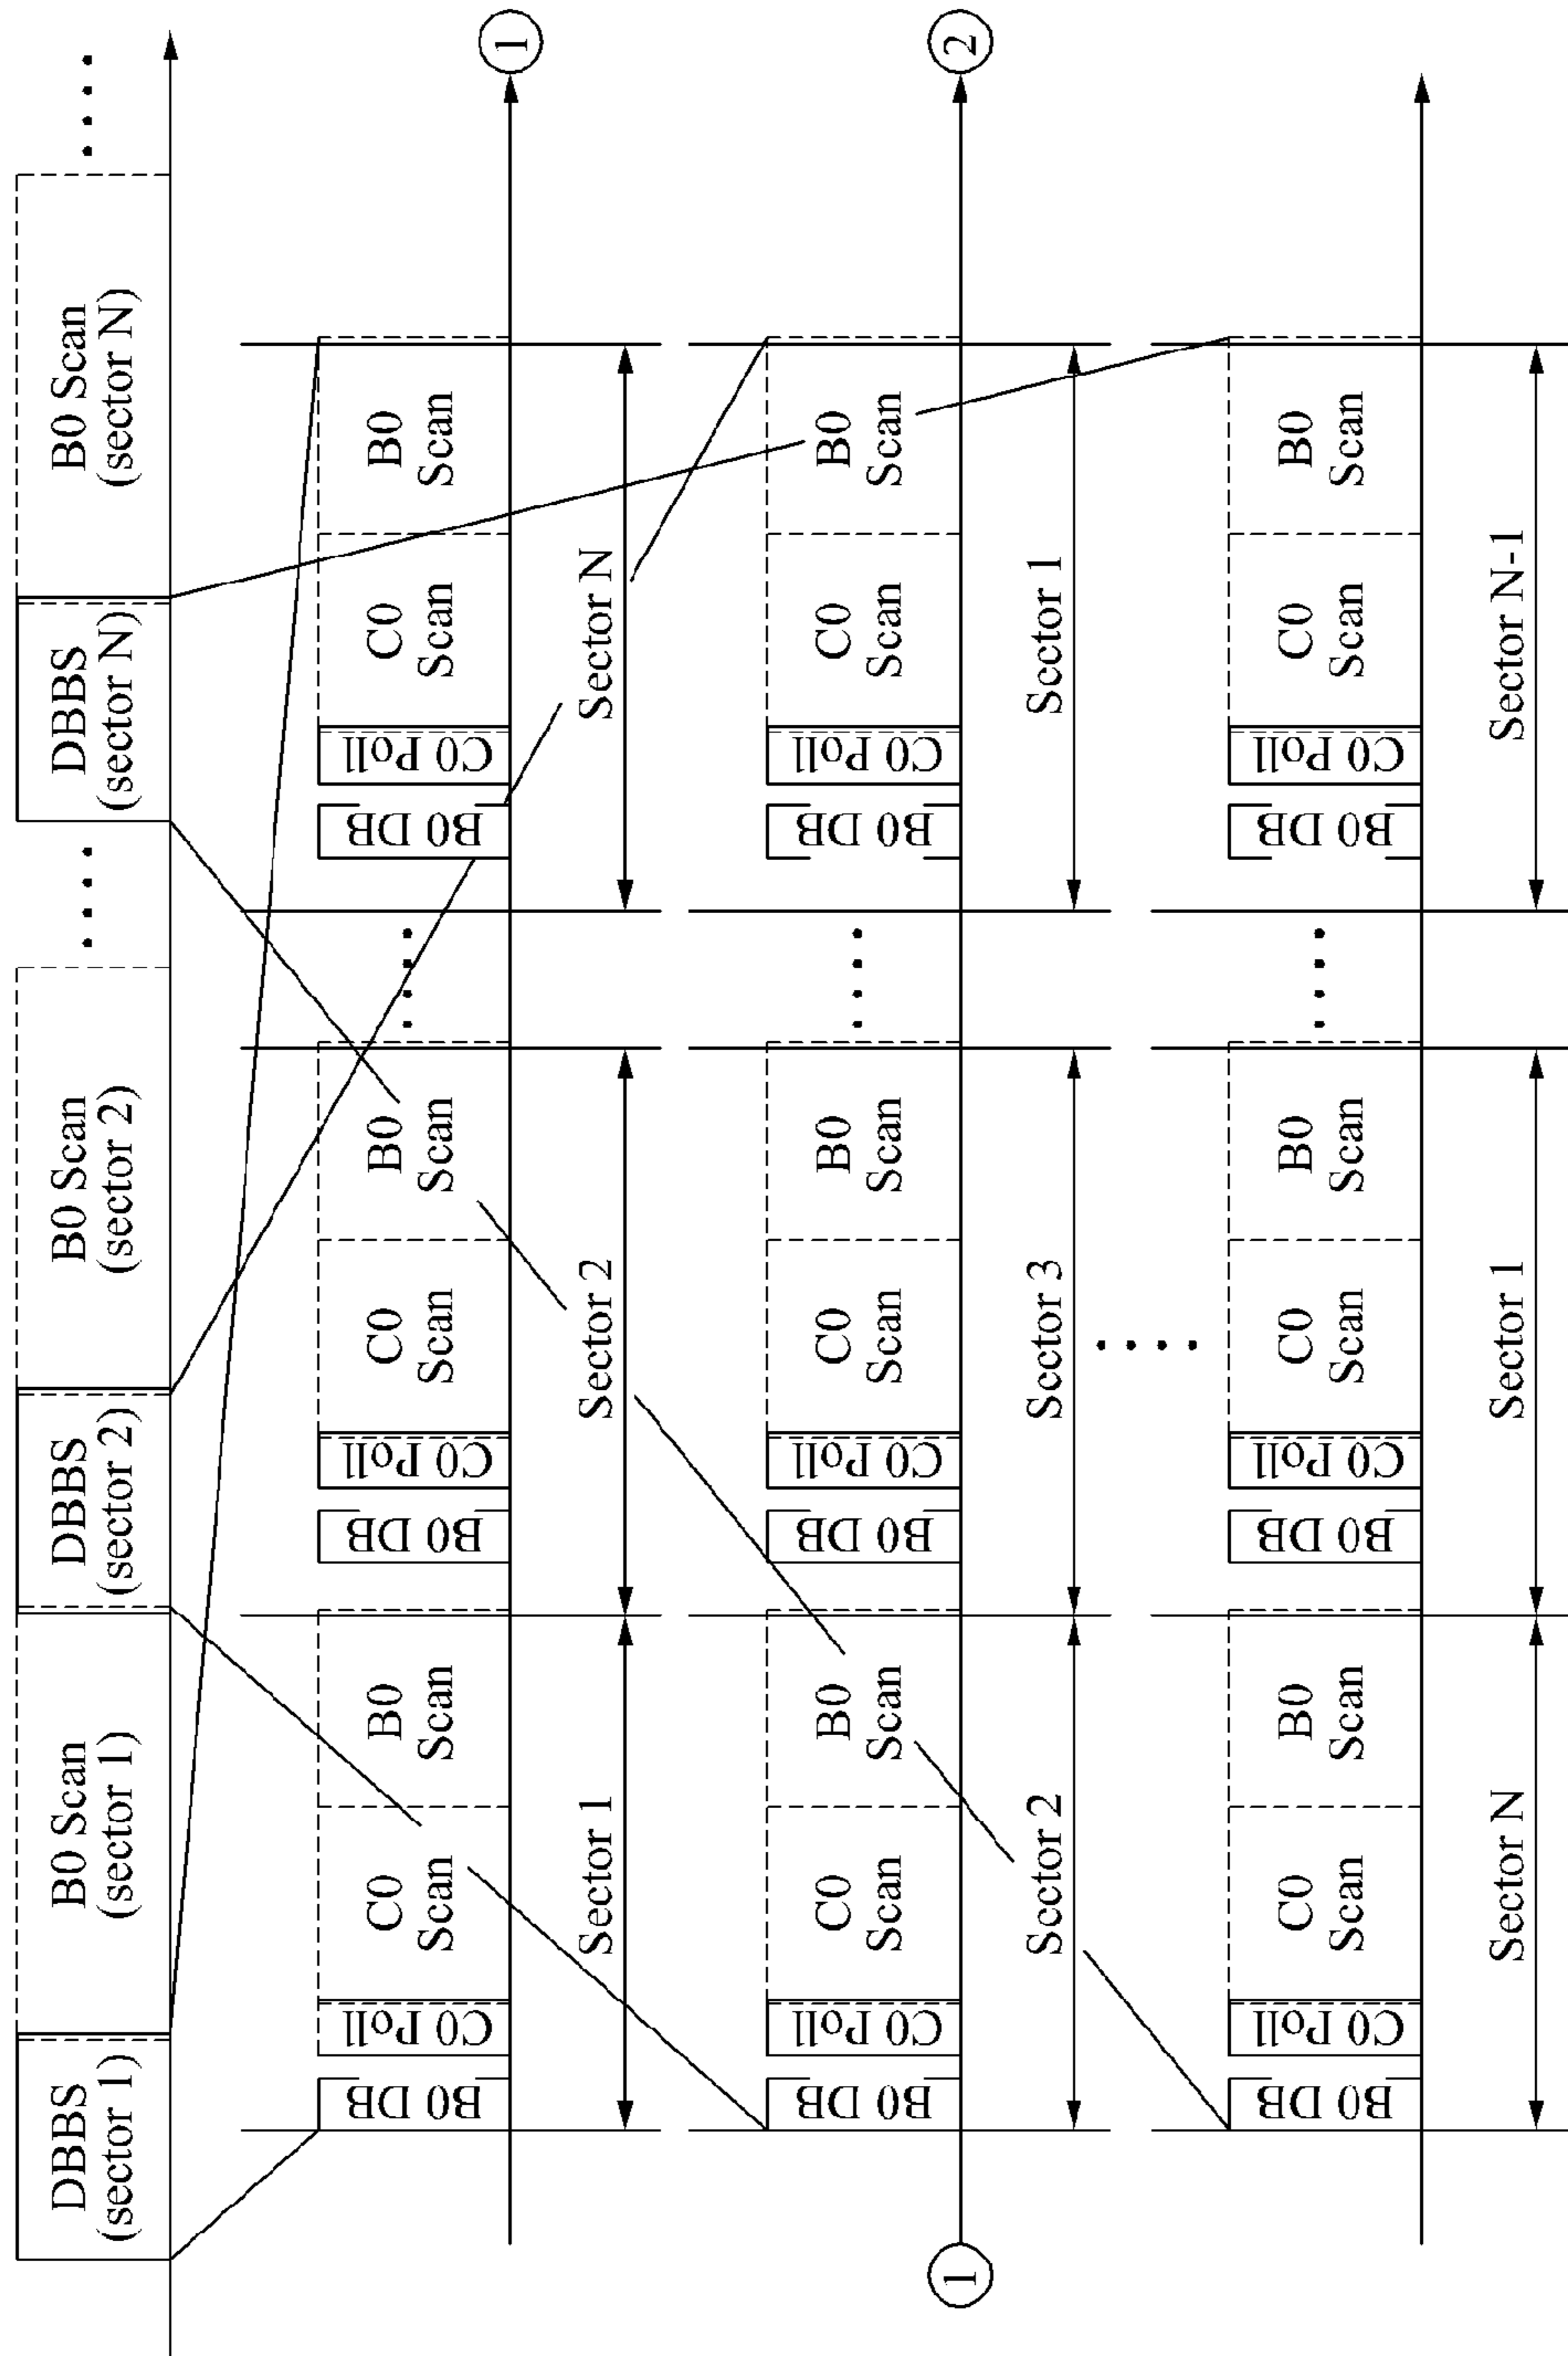 DBBS
(sector 1)
B0 Scan
(sector 1)
DBBS
(sector 2)
B0 Scan
(sector 2)
DBBS
(sector N)
B0 Scan
(sector N)
B0 DB
C0 Poll
C0
Scan
B0
Scan
B0 DB
C0 Poll
C0
Scan
B0
Scan
B0 DB
C0 Poll
C0
Scan
B0
Scan
1
Sector 1
Sector 2
Sector N
1
B0 DB
C0 Poll
C0
Scan
B0
Scan
B0 DB
C0 Poll
C0
Scan
B0
Scan
B0 DB
C0 Poll
C0
Scan
B0
Scan
2
Sector 2
Sector 3
Sector 1
B0 DB
C0 Poll
C0
Scan
B0
Scan
B0 DB
C0 Poll
C0
Scan
B0
Scan
B0 DB
C0 Poll
C0
Scan
B0
Scan
Sector N
Sector 1
Sector N-1